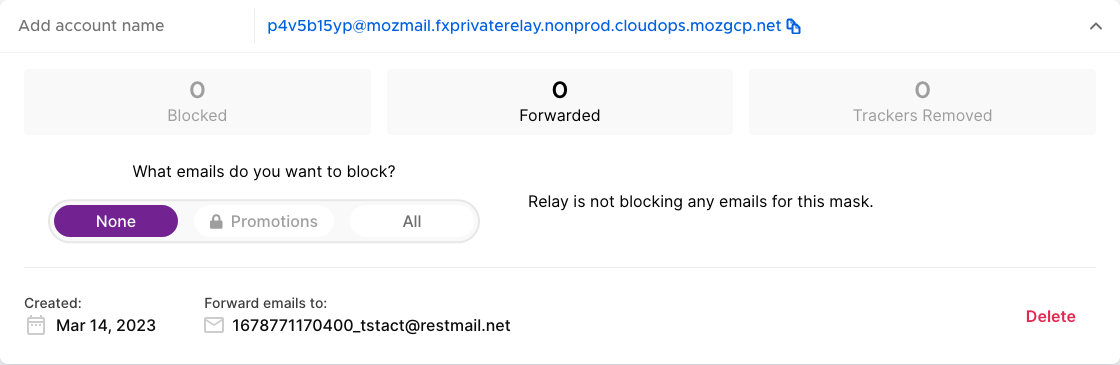 Add account name
p4v5b15yp@mozmail.fxprivaterelay.nonprod.cloudops.mozgcp.net
0
Blocked
0
Forwarded
0
Trackers Removed
What emails do you want to block?
None
Promotions
All
Relay is not blocking any emails for this mask.
Created:
Mar 14, 2023
Forward emails to:
1678771170400_tstact@restmail.net
Delete